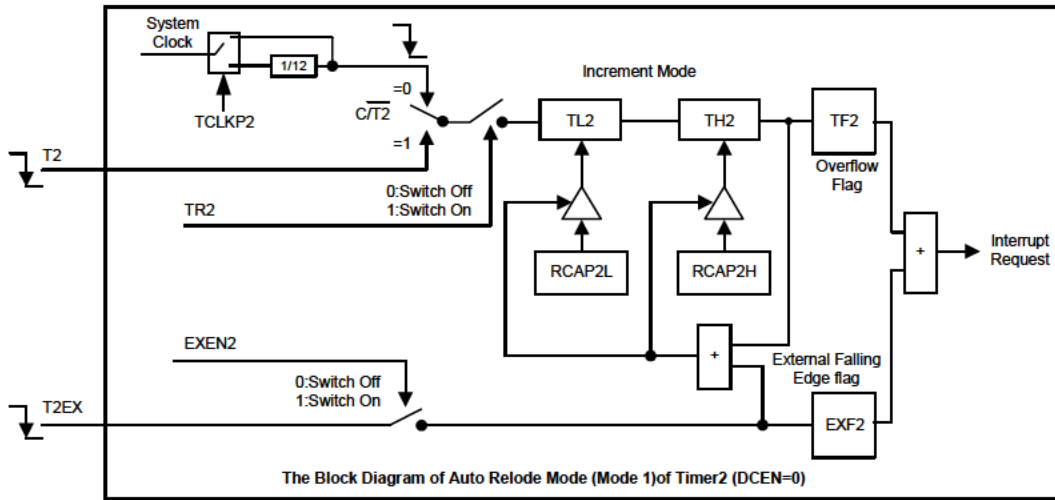 System
Clock
1/12
TCLKP2
=0
C/T2
=1
Increment Mode
TL2
TH2
TF2
Overflow
Flag
T2
0:Switch Off
1:Switch On
TR2
RCAP2L
RCAP2H
+
Interrupt
Request
EXEN2
0:Switch Off
1:Switch On
+
External Falling
Edge flag
T2EX
EXF2
The Block Diagram of Auto Relode Mode (Mode 1)of Timer2 (DCEN=0)